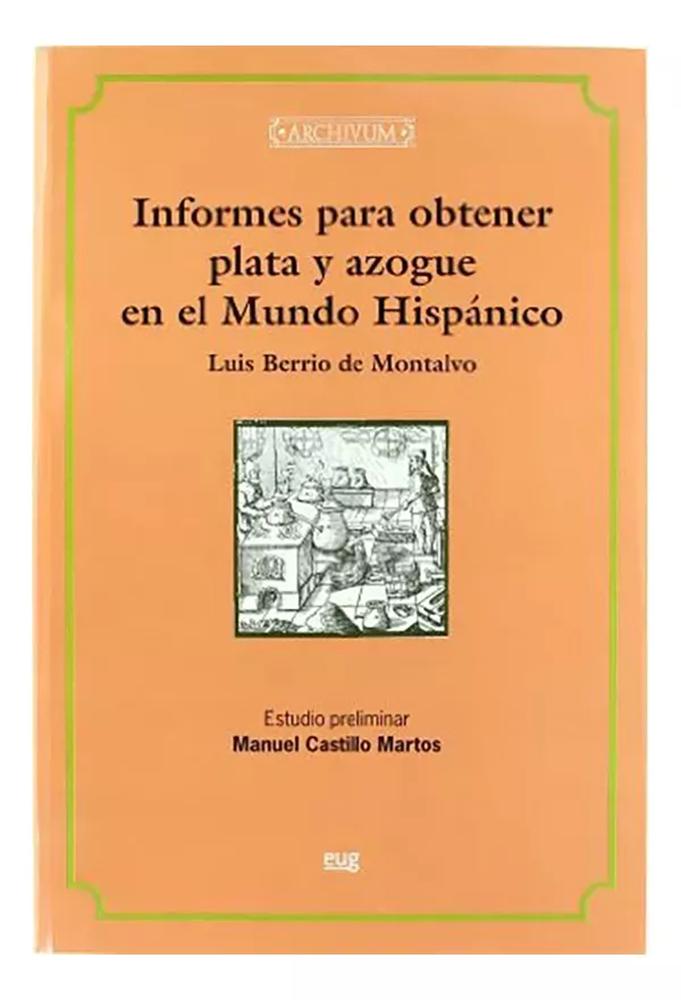 ARCHIVUM
Informes para obtener
plata y azogue
en el Mundo Hispánico
Luis Berrio de Montalvo
Estudio preliminar
Manuel Castillo Martos
eug